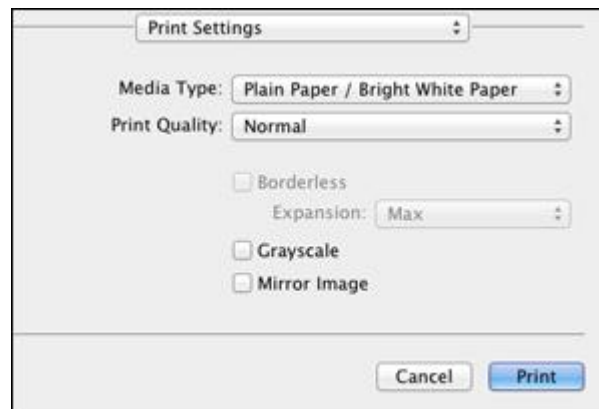 Print Settings
Media Type: Plain Paper / Bright White Paper
Print Quality: Normal
Borderless
Expansion: Max
Grayscale
Mirror Image
Cancel Print